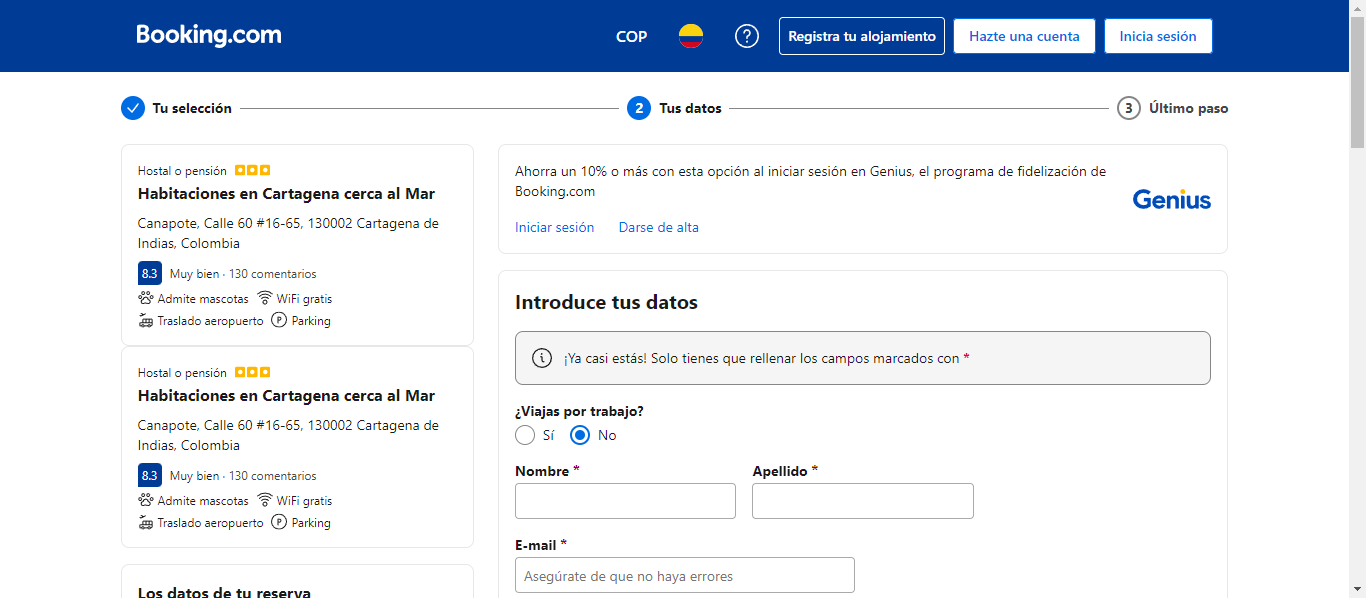 Booking.com
COP
Registra tu alojamiento
Hazte una cuenta
Inicia sesión
Tu selección
2 Tus datos
3 Último paso
Hostal o pensión
Habitaciones en Cartagena cerca al Mar
Canapote, Calle 60 #16-65, 130002 Cartagena de
Indias, Colombia
8.3 Muy bien · 130 comentarios
Admite mascotas WiFi gratis
Traslado aeropuerto P Parking
Hostal o pensión
Habitaciones en Cartagena cerca al Mar
Canapote, Calle 60 #16-65, 130002 Cartagena de
Indias, Colombia
8.3 Muy bien · 130 comentarios
Admite mascotas WiFi gratis
Traslado aeropuerto P Parking
Los datos de tu reserva
Ahorra un 10% o más con esta opción al iniciar sesión en Genius, el programa de fidelización de
Booking.com
Genius
Iniciar sesión Darse de alta
Introduce tus datos
¡Ya casi estás! Solo tienes que rellenar los campos marcados con *
¿Viajas por trabajo?
Sí No
Nombre * Apellido *
E-mail *
Asegúrate de que no haya errores